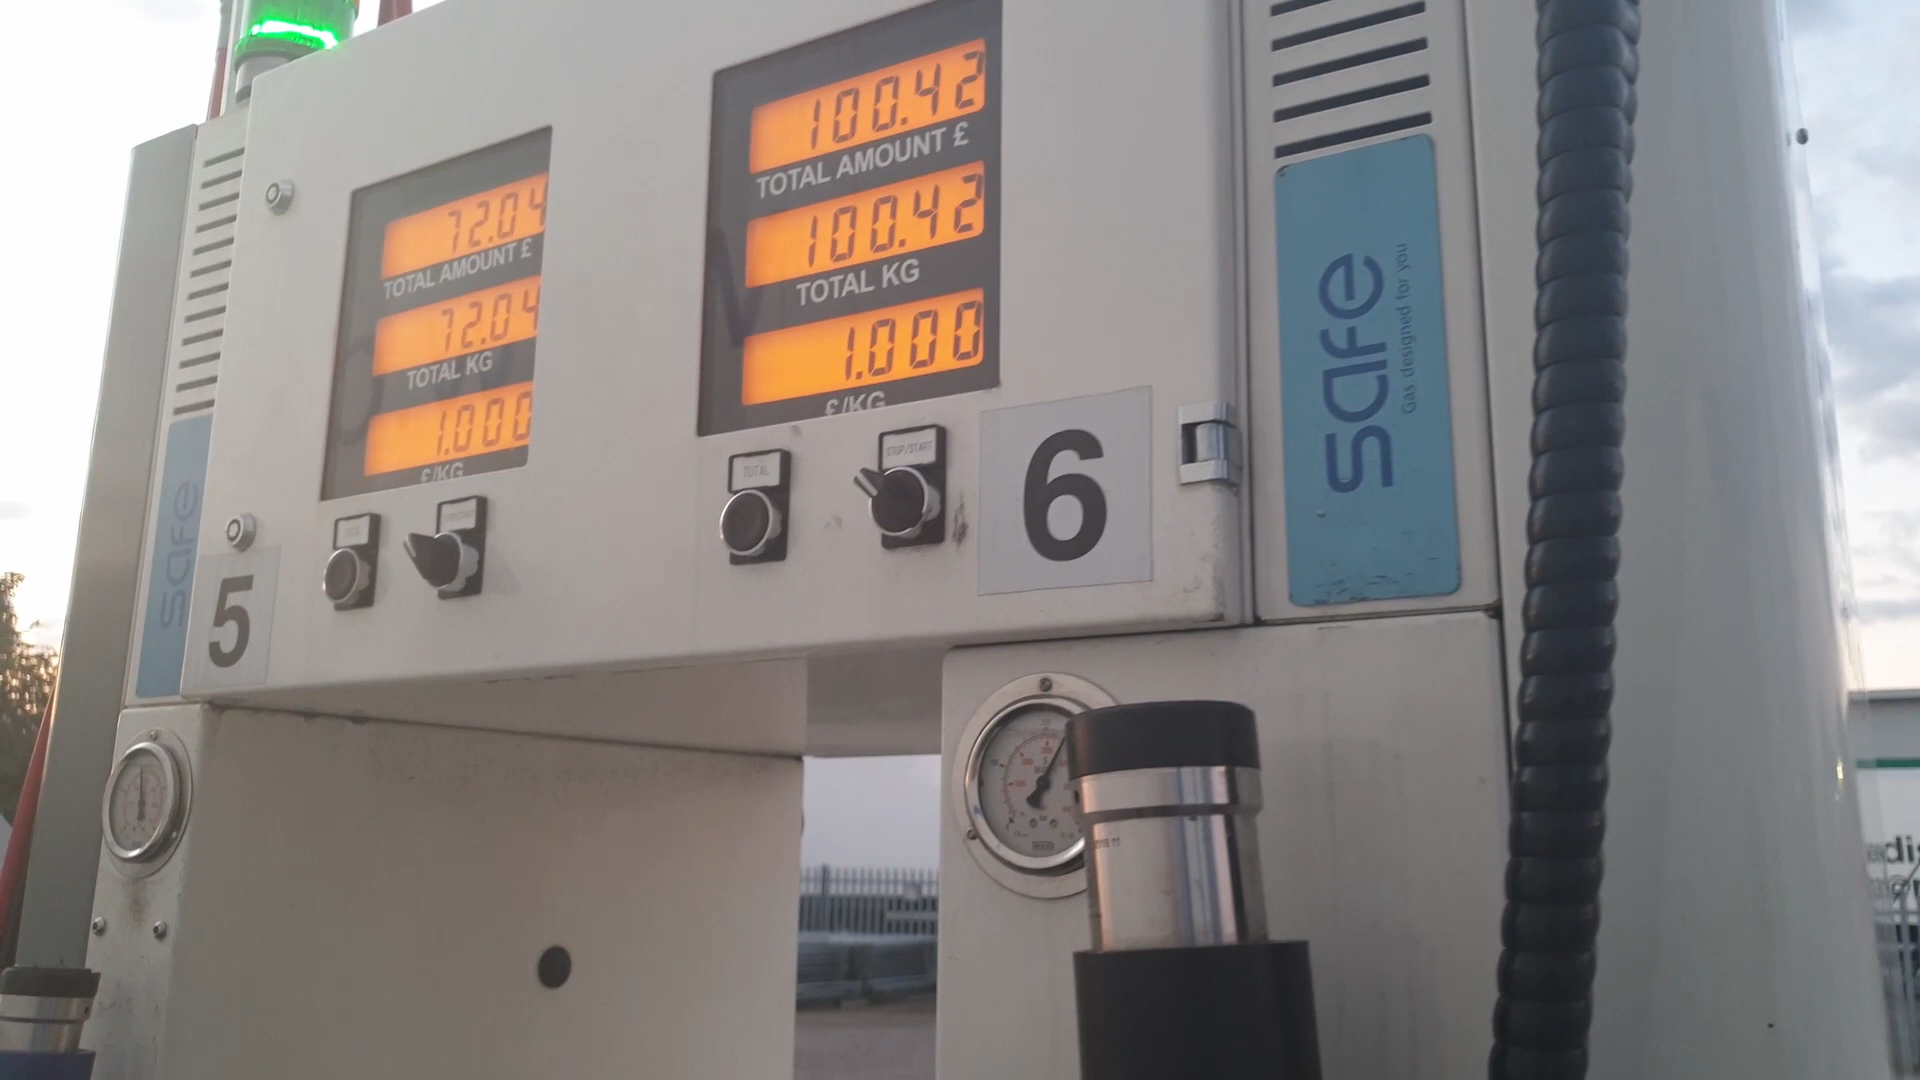 72.04
TOTAL AMOUNT £
72.04
TOTAL KG
1.000
£/KG
5
100.42
TOTAL AMOUNT £
100.42
TOTAL KG
1.000
£/KG
TOTAL
STOP/START
6
safe
Gas designed for you
safe